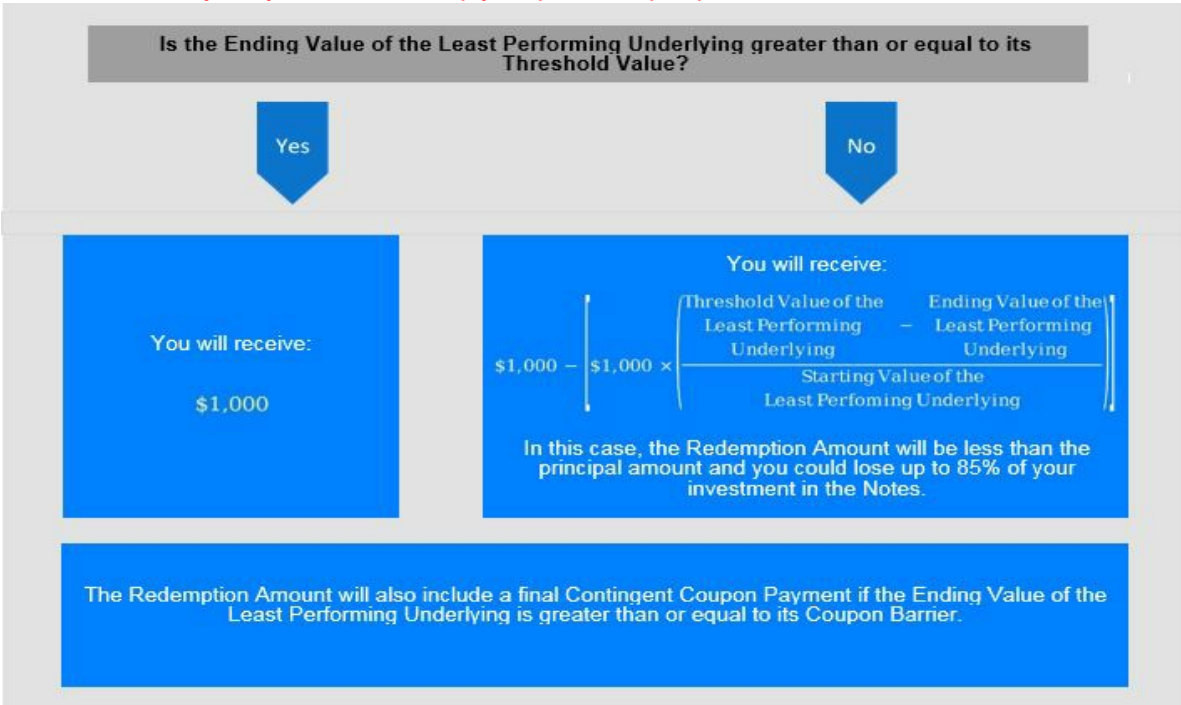 Is the Ending Value of the Least Performing Underlying greater than or equal to its
Threshold Value?
Yes
No
You will receive:
$1,000
You will receive:
$1,000 − [$1,000 × ((Threshold Value of the Least Performing Underlying − Ending Value of the Least Performing Underlying) / Starting Value of the Least Perfoming Underlying)]
In this case, the Redemption Amount will be less than the
principal amount and you could lose up to 85% of your
investment in the Notes.
The Redemption Amount will also include a final Contingent Coupon Payment if the Ending Value of the
Least Performing Underlying is greater than or equal to its Coupon Barrier.